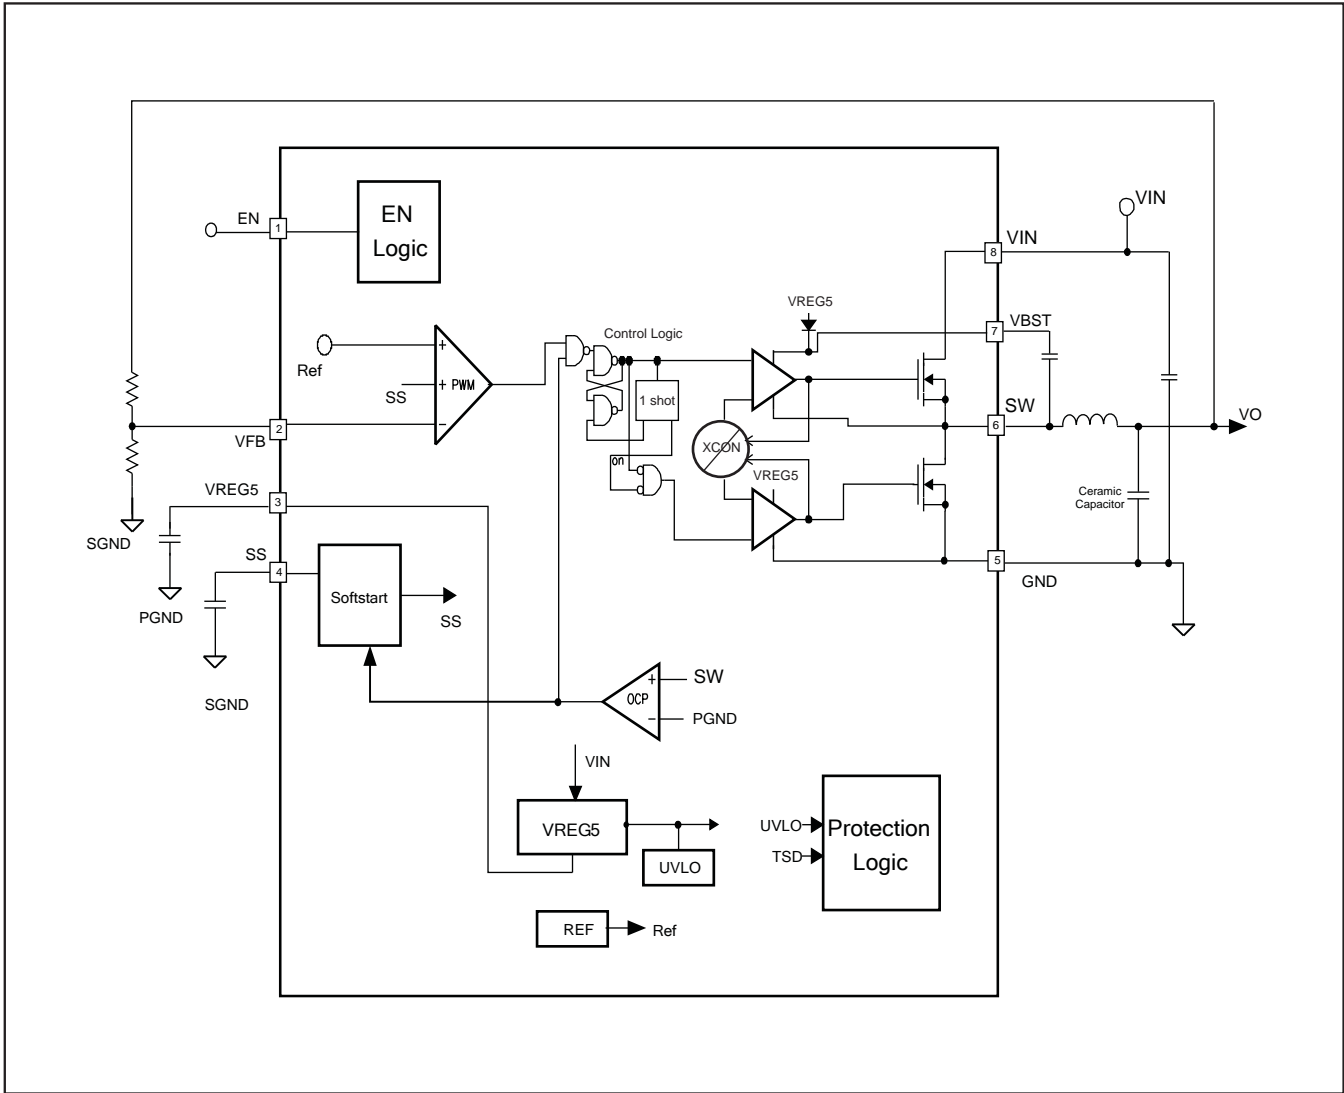 EN
1
EN
Logic
VIN
VIN
8
VREG5
VBST
7
Control Logic
Ref
+
+
−
PWM
SS
1 shot
on
XCON
VREG5
SW
6
VO
2
VFB
VREG5
3
SGND
Ceramic
Capacitor
SS
4
5
GND
PGND
Softstart
SS
SGND
+
−
OCP
SW
PGND
VIN
VREG5
UVLO
UVLO
TSD
Protection
Logic
REF
Ref